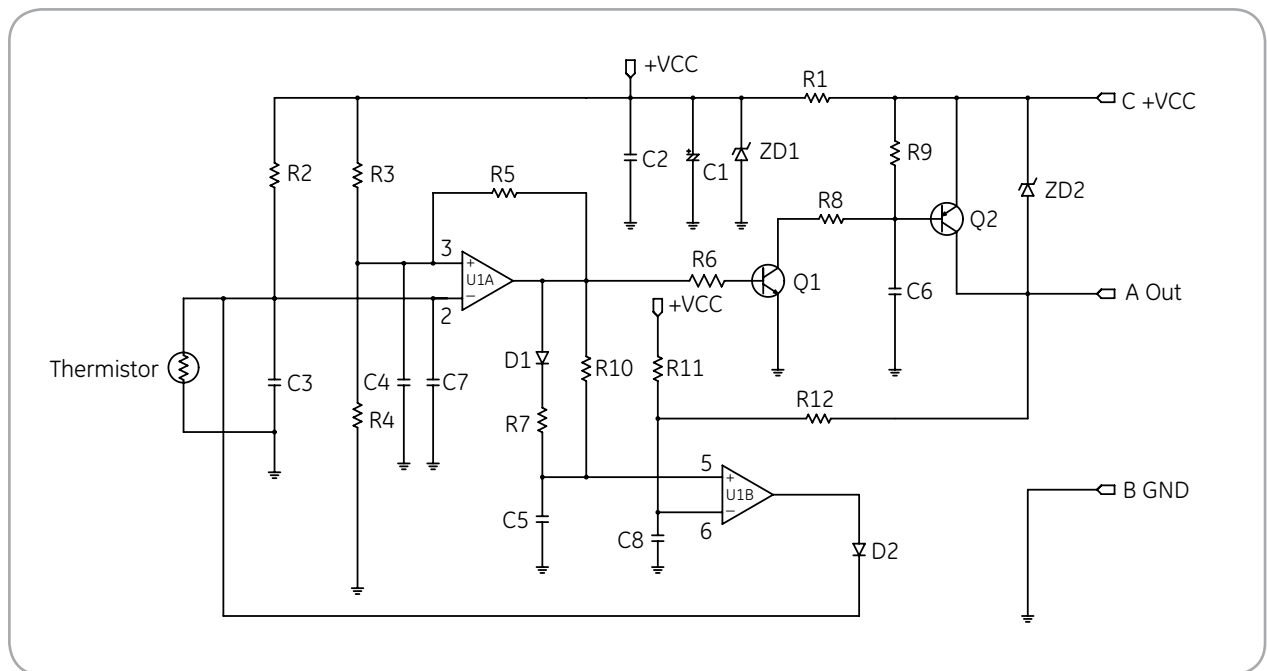 +VCC
R1
C +VCC
R2
R3
R5
C2
C1
ZD1
R9
ZD2
R8
Q2
3
+
U1A
−
2
R6
Q1
+VCC
C6
A Out
Thermistor
C3
C4
C7
D1
R10
R11
R4
R7
R12
5
+
U1B
−
6
C5
C8
D2
B GND